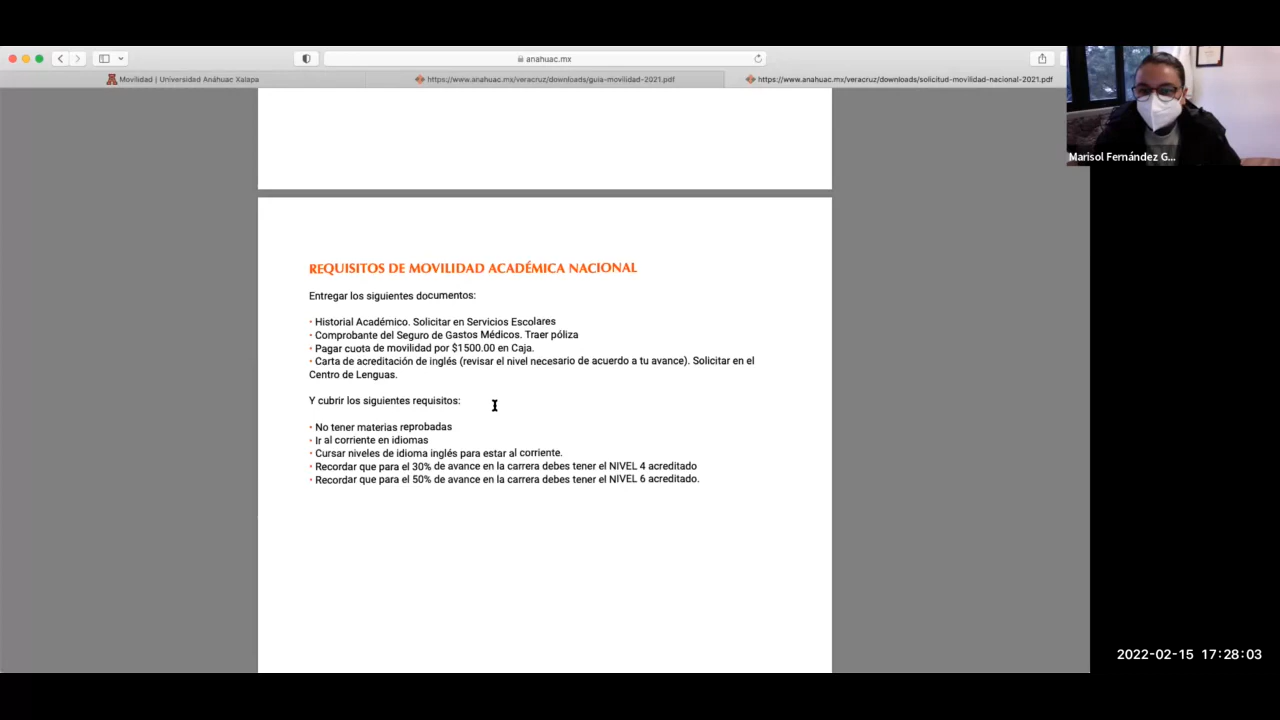 anahuac.mx
Movilidad | Universidad Anáhuac Xalapa
https://www.anahuac.mx/veracruz/downloads/guia-movilidad-2021.pdf
https://www.anahuac.mx/veracruz/downloads/solicitud-movilidad-nacional-2021.pdf
Marisol Fernández G...
REQUISITOS DE MOVILIDAD ACADÉMICA NACIONAL
Entregar los siguientes documentos:
• Historial Académico. Solicitar en Servicios Escolares
• Comprobante del Seguro de Gastos Médicos. Traer póliza
• Pagar cuota de movilidad por $1500.00 en Caja.
• Carta de acreditación de inglés (revisar el nivel necesario de acuerdo a tu avance). Solicitar en el
Centro de Lenguas.
Y cubrir los siguientes requisitos:
• No tener materias reprobadas
• Ir al corriente en idiomas
• Cursar niveles de idioma inglés para estar al corriente.
• Recordar que para el 30% de avance en la carrera debes tener el NIVEL 4 acreditado
• Recordar que para el 50% de avance en la carrera debes tener el NIVEL 6 acreditado.
2022-02-15 17:28:03